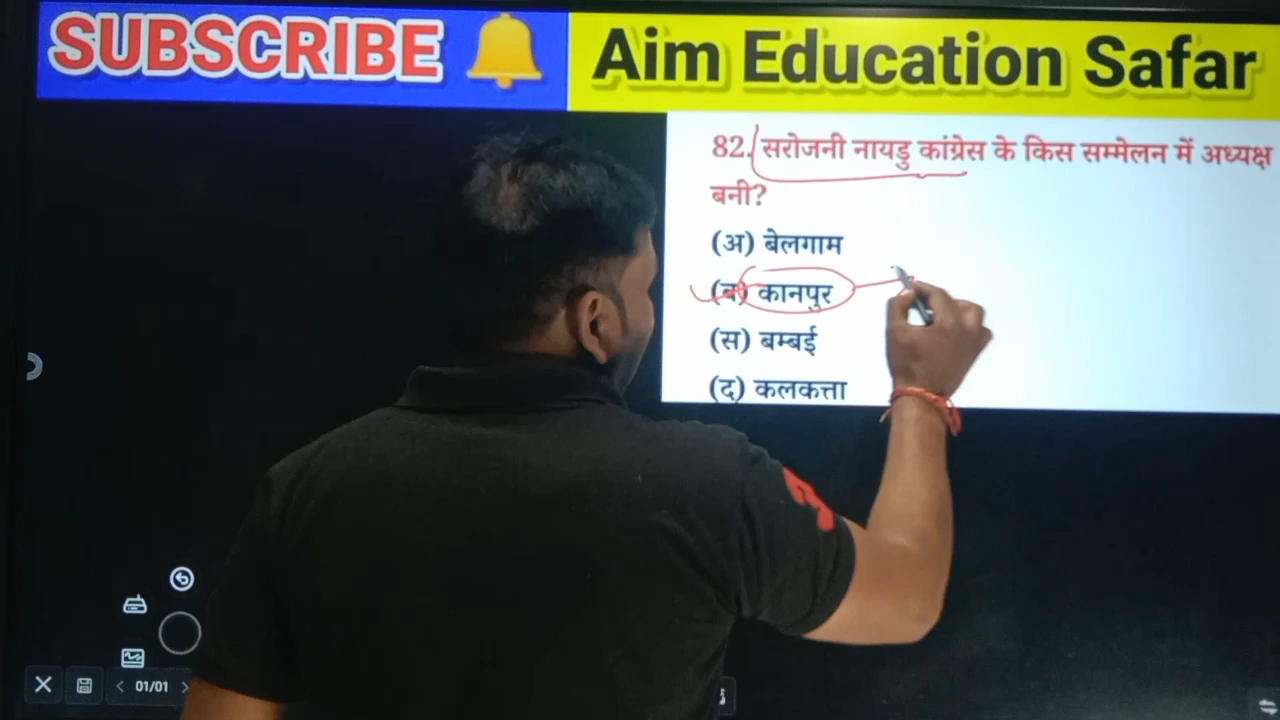 SUBSCRIBE
Aim Education Safar
82. सरोजनी नायडु कांग्रेस के किस सम्मेलन में अध्यक्ष
बनी?
(अ) बेलगाम
(ब) कानपुर
(स) बम्बई
(द) कलकत्ता
01/01